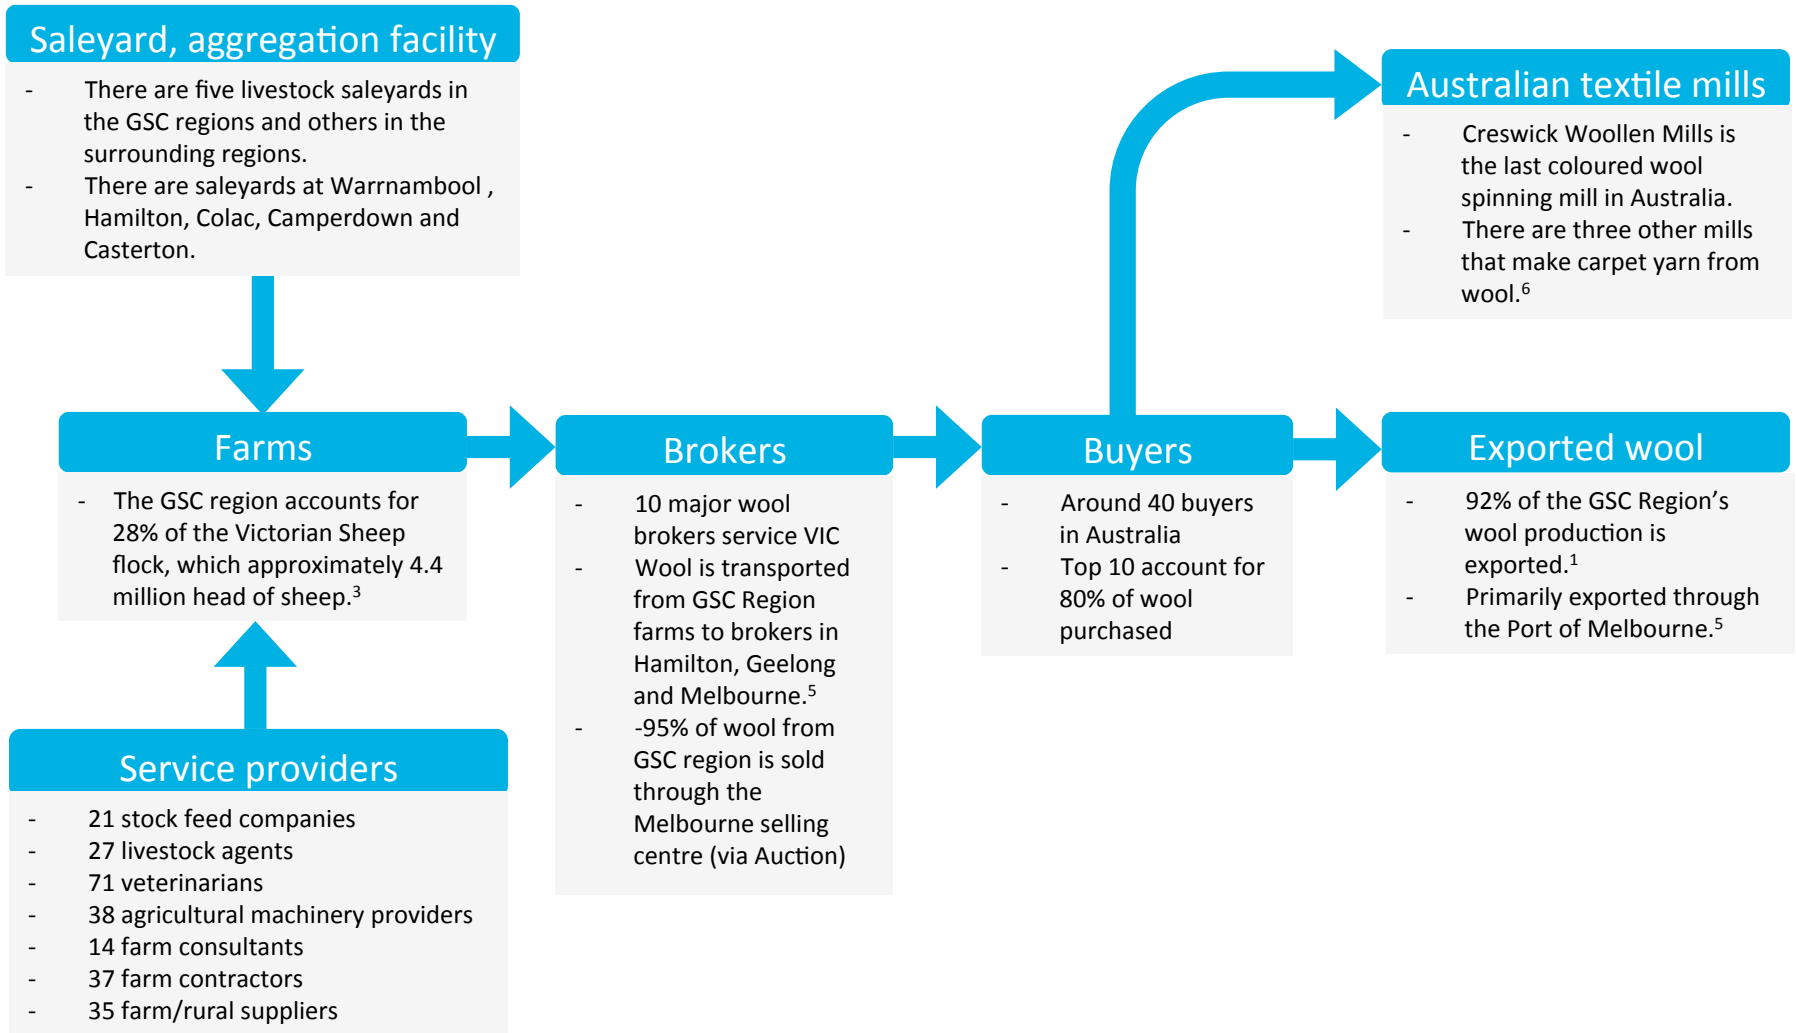 Saleyard, aggregation facility
- There are five livestock saleyards in
the GSC regions and others in the
surrounding regions.
- There are saleyards at Warrnambool ,
Hamilton, Colac, Camperdown and
Casterton.
Farms
- The GSC region accounts for
28% of the Victorian Sheep
flock, which approximately 4.4
million head of sheep.3
Service providers
- 21 stock feed companies
- 27 livestock agents
- 71 veterinarians
- 38 agricultural machinery providers
- 14 farm consultants
- 37 farm contractors
- 35 farm/rural suppliers
Brokers
- 10 major wool
brokers service VIC
- Wool is transported
from GSC Region
farms to brokers in
Hamilton, Geelong
and Melbourne.5
- -95% of wool from
GSC region is sold
through the
Melbourne selling
centre (via Auction)
Buyers
- Around 40 buyers
in Australia
- Top 10 account for
80% of wool
purchased
Australian textile mills
- Creswick Woollen Mills is
the last coloured wool
spinning mill in Australia.
- There are three other mills
that make carpet yarn from
wool.6
Exported wool
- 92% of the GSC Region’s
wool production is
exported.1
- Primarily exported through
the Port of Melbourne.5